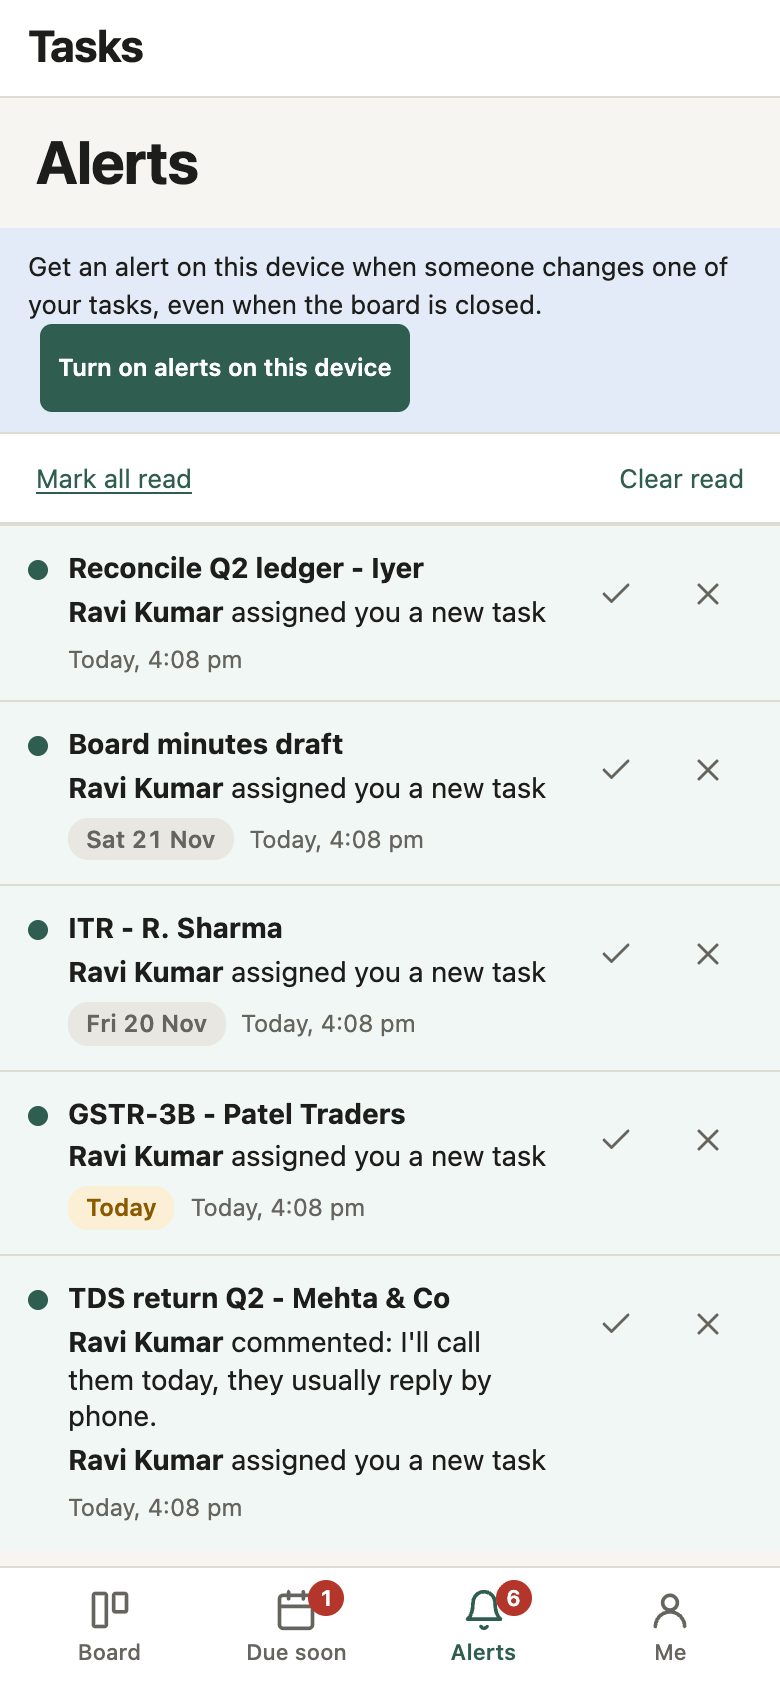 Tasks
Alerts
Get an alert on this device when someone changes one of
your tasks, even when the board is closed.
Turn on alerts on this device
Mark all read
Clear read
Reconcile Q2 ledger - Iyer
Ravi Kumar assigned you a new task
Today, 4:08 pm
Board minutes draft
Ravi Kumar assigned you a new task
Sat 21 Nov Today, 4:08 pm
ITR - R. Sharma
Ravi Kumar assigned you a new task
Fri 20 Nov Today, 4:08 pm
GSTR-3B - Patel Traders
Ravi Kumar assigned you a new task
Today Today, 4:08 pm
TDS return Q2 - Mehta & Co
Ravi Kumar commented: I'll call
them today, they usually reply by
phone.
Ravi Kumar assigned you a new task
Today, 4:08 pm
1
6
Board
Due soon
Alerts
Me